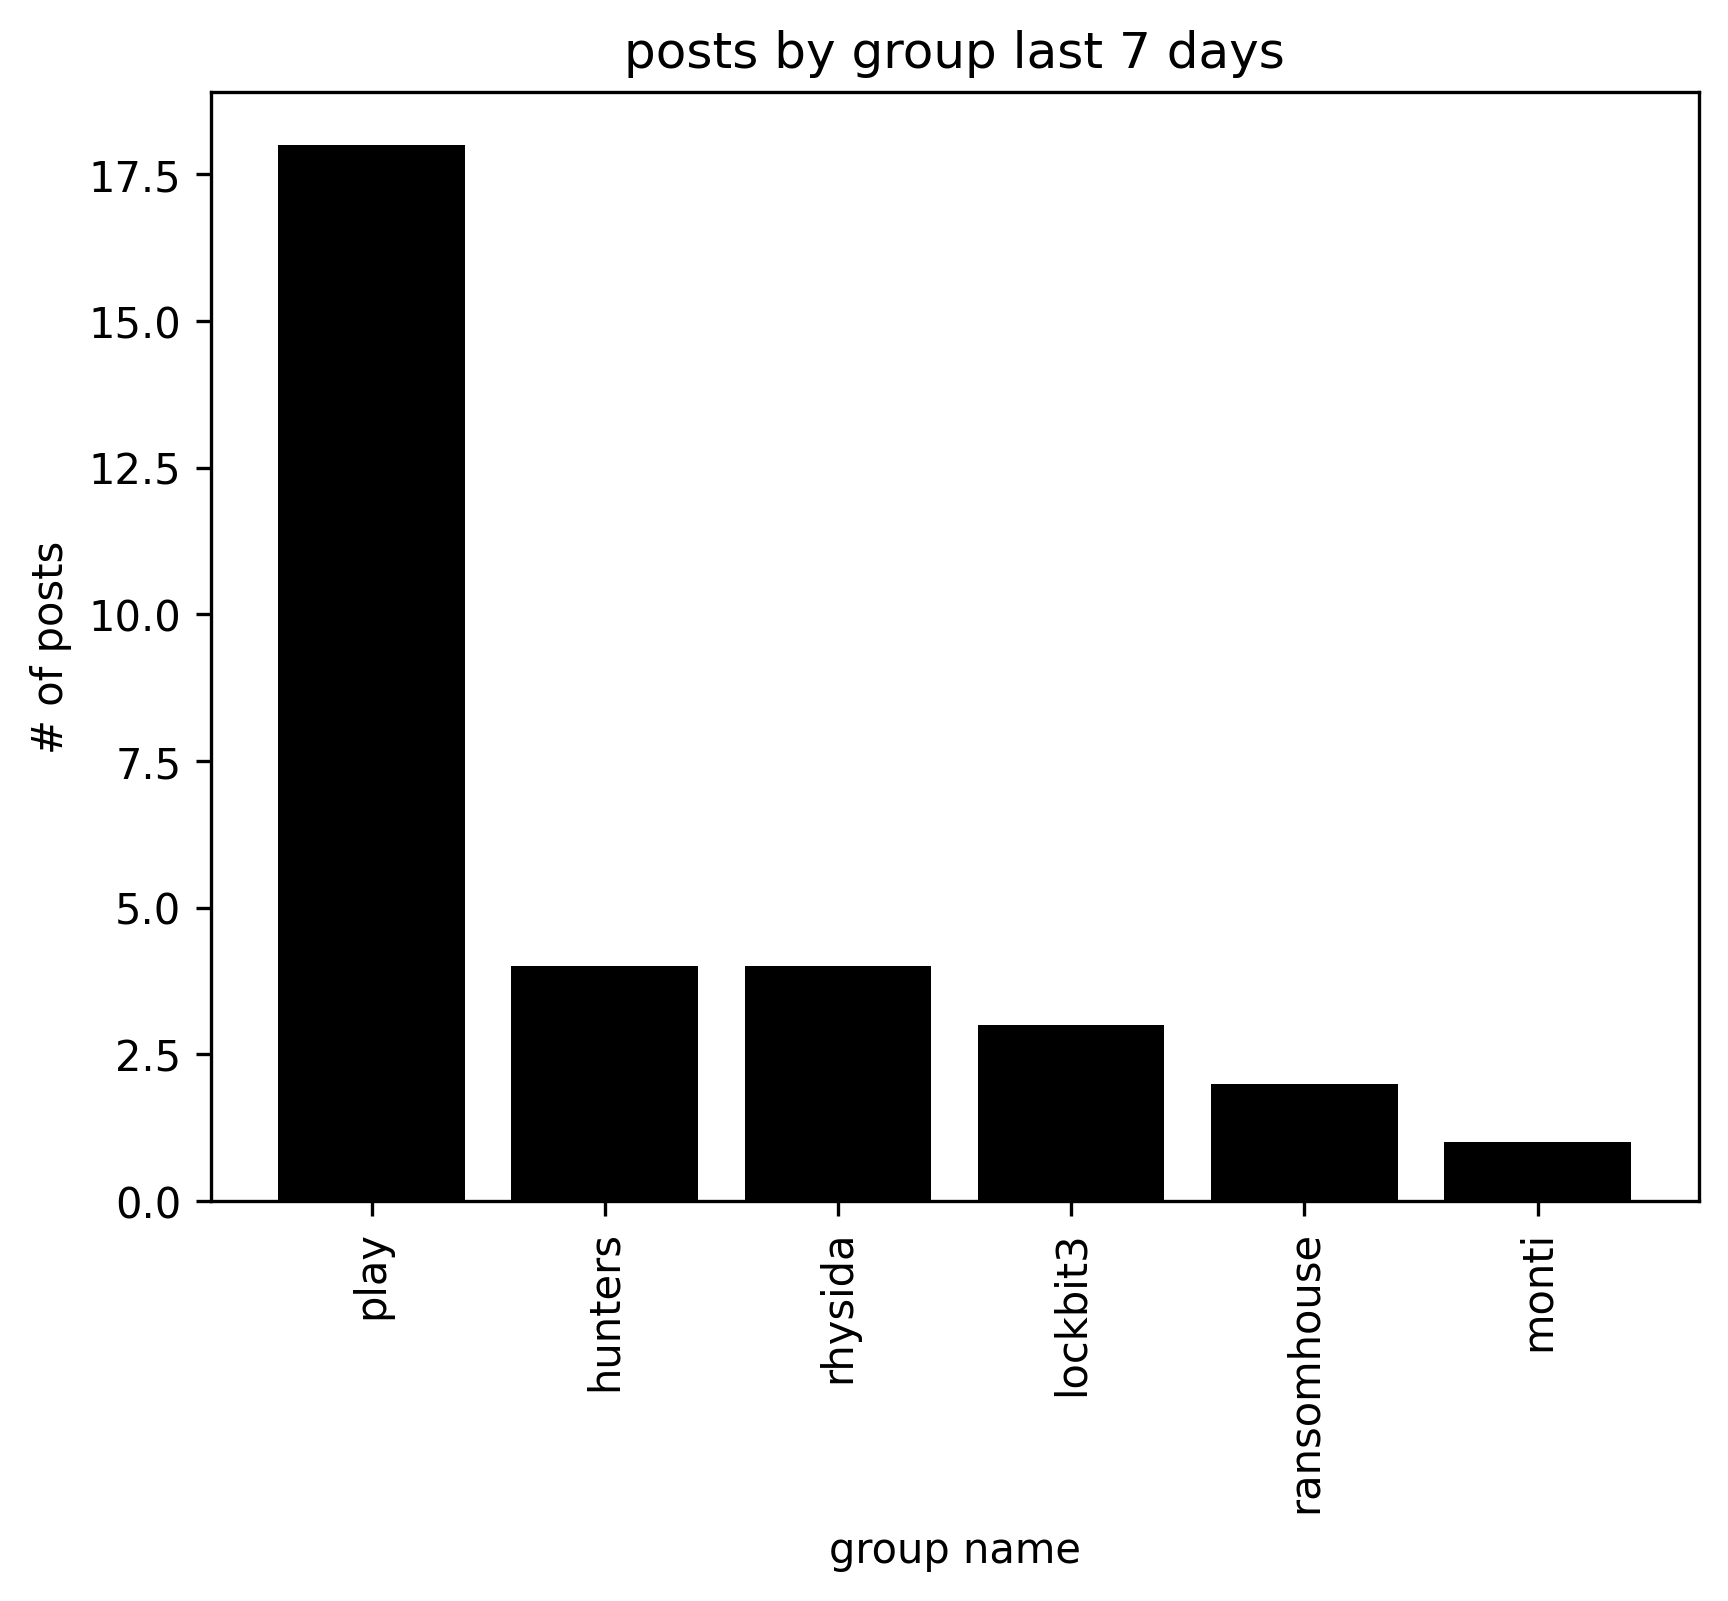 posts by group last 7 days
17.5
15.0
12.5
10.0
7.5
5.0
2.5
0.0
# of posts
play
hunters
rhysida
lockbit3
ransomhouse
monti
group name